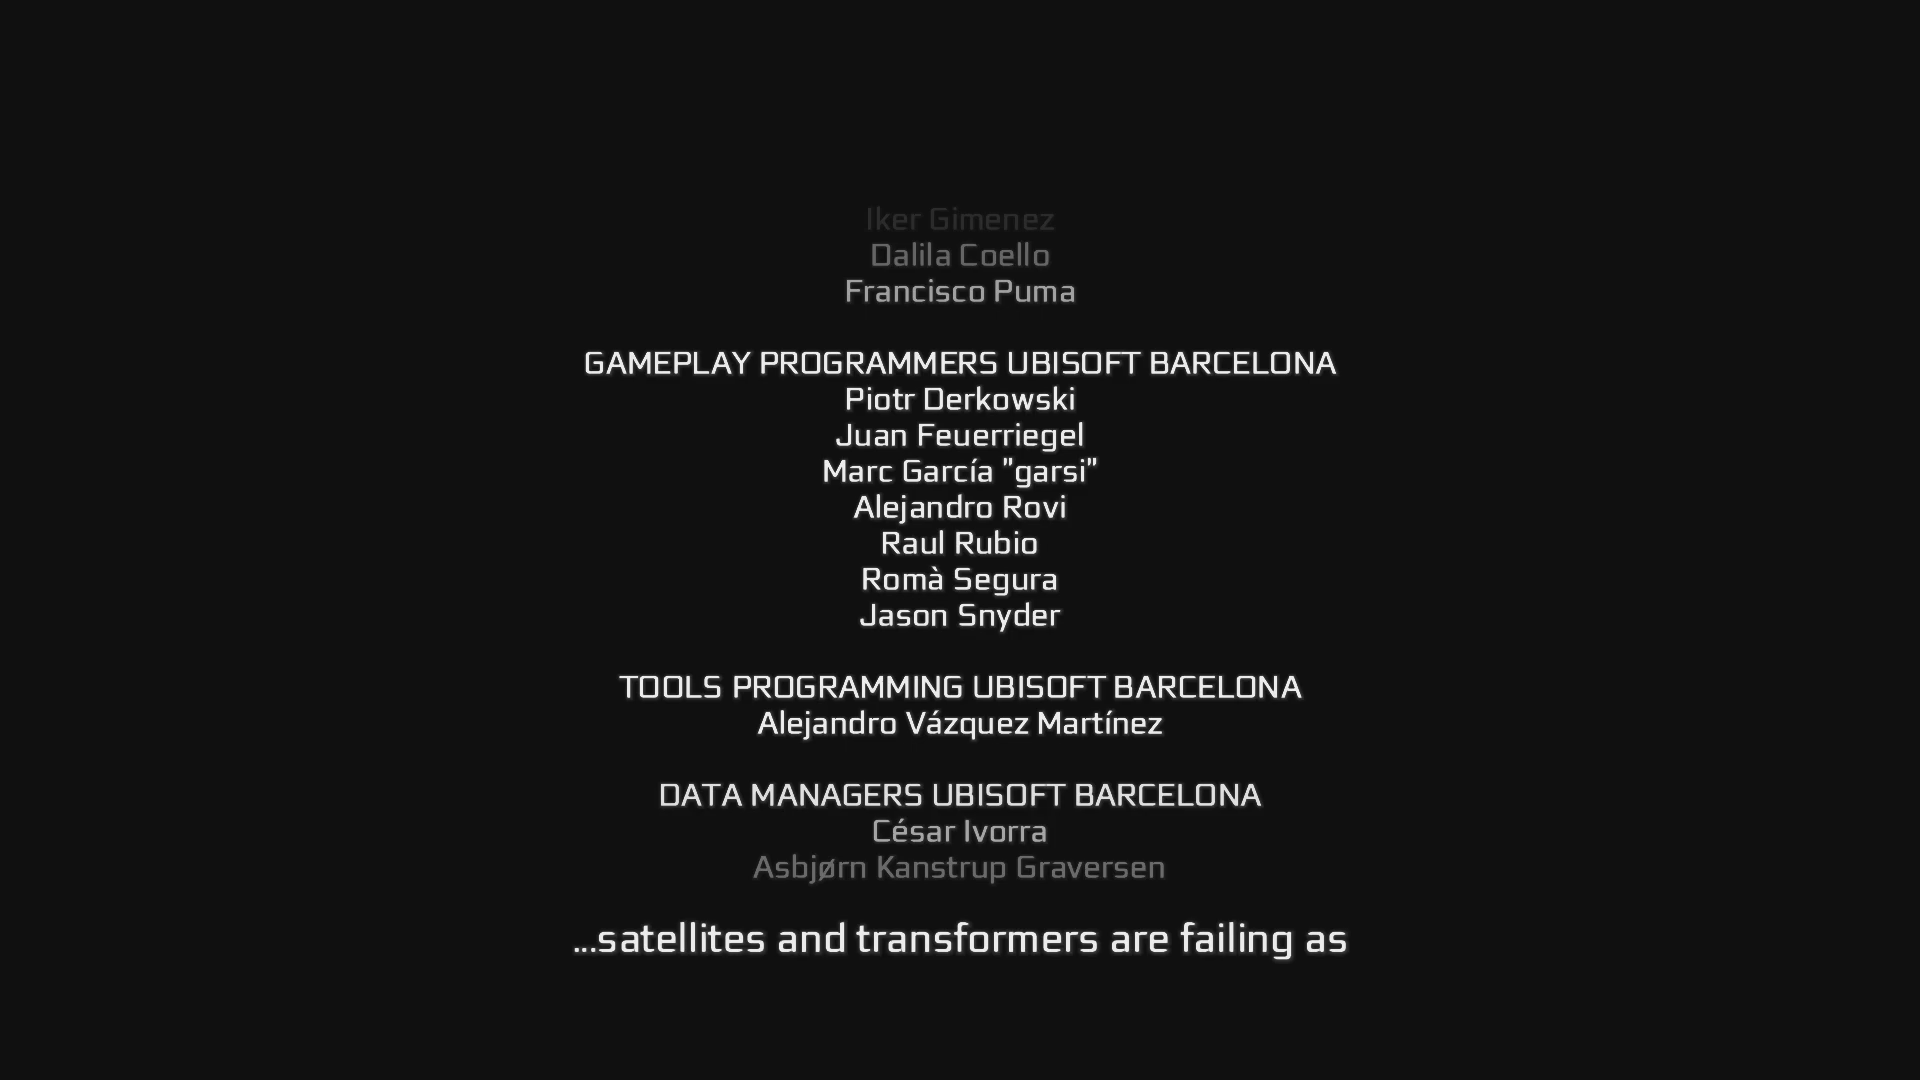 Iker Gimenez
Dalila Coello
Francisco Puma
GAMEPLAY PROGRAMMERS UBISOFT BARCELONA
Piotr Derkowski
Juan Feuerriegel
Marc García "garsi"
Alejandro Rovi
Raul Rubio
Romà Segura
Jason Snyder
TOOLS PROGRAMMING UBISOFT BARCELONA
Alejandro Vázquez Martínez
DATA MANAGERS UBISOFT BARCELONA
César Ivorra
Asbjørn Kanstrup Graversen
...satellites and transformers are failing as